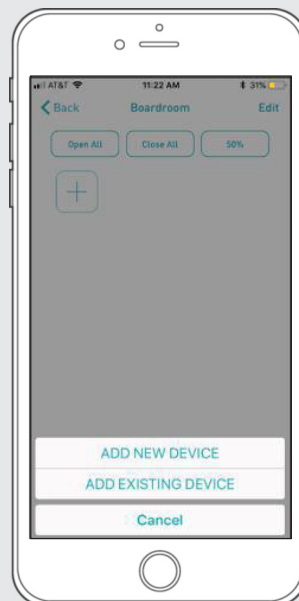 AT&T 11:22 AM 31%
Back Boardroom Edit
Open All Close All 50%
+
ADD NEW DEVICE
ADD EXISTING DEVICE
Cancel